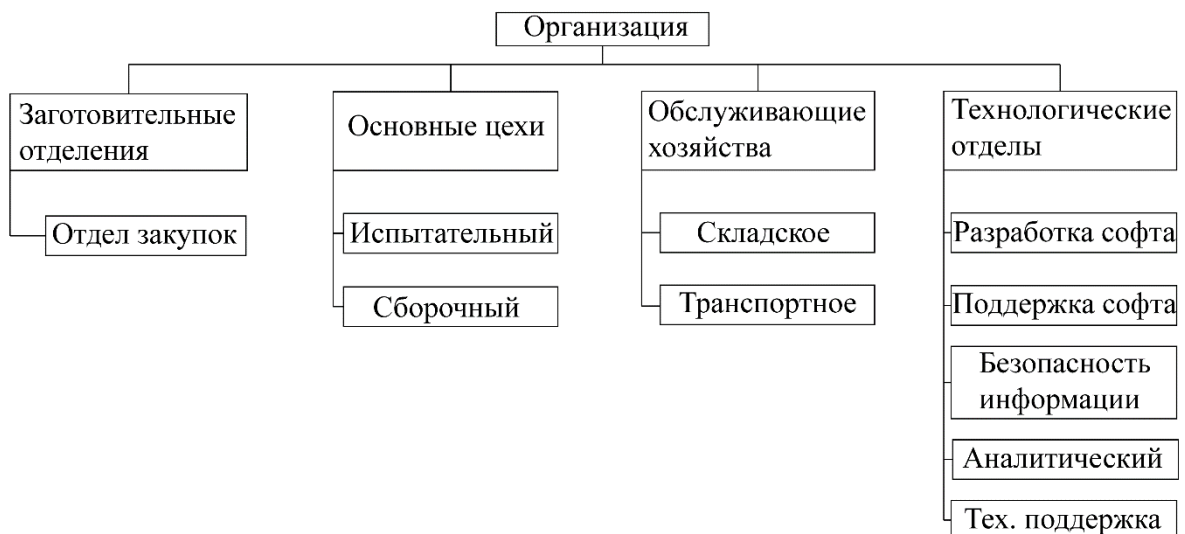 Организация
Заготовительные
отделения
Основные цехи
Обслуживающие
хозяйства
Технологические
отделы
Отдел закупок
Испытательный
Складское
Разработка софта
Сборочный
Транспортное
Поддержка софта
Безопасность
информации
Аналитический
Тех. поддержка